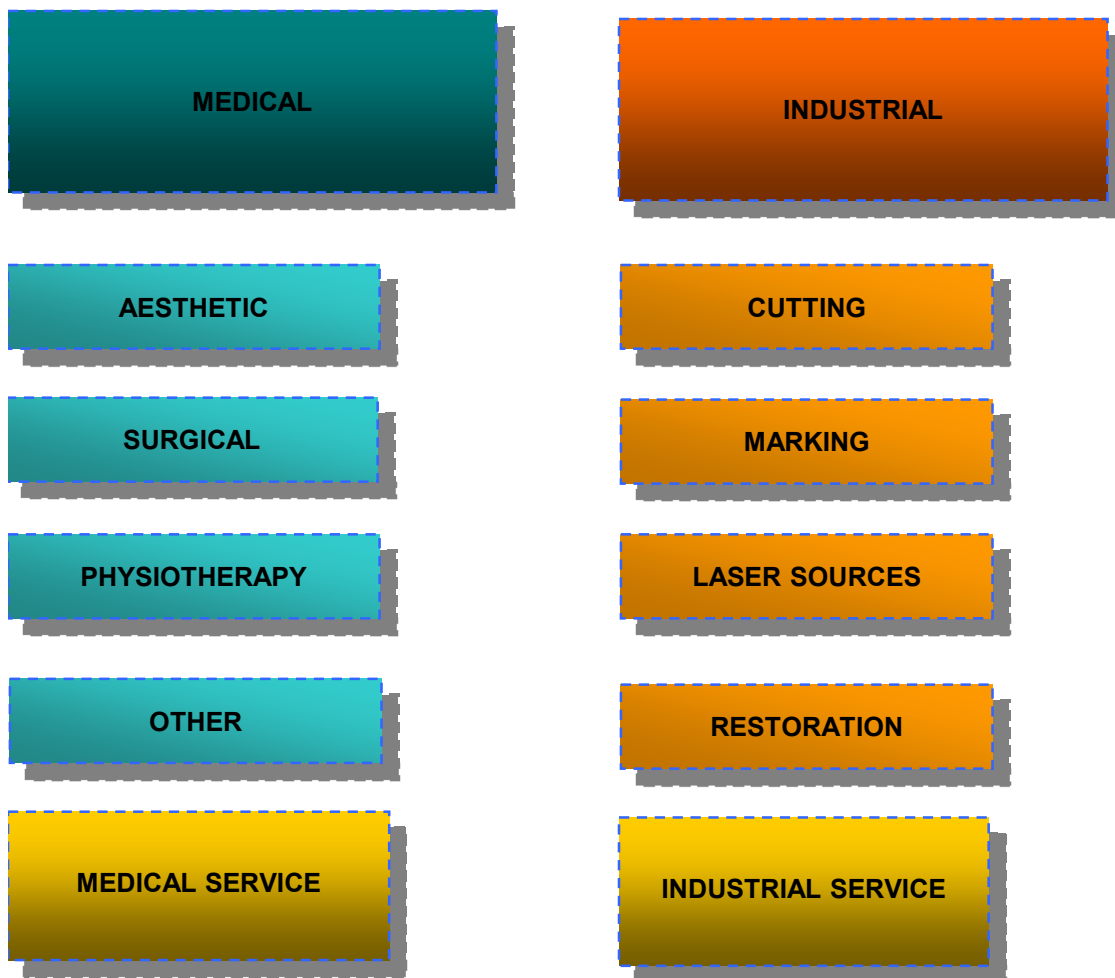 MEDICAL
INDUSTRIAL
AESTHETIC
CUTTING
SURGICAL
MARKING
PHYSIOTHERAPY
LASER SOURCES
OTHER
RESTORATION
MEDICAL SERVICE
INDUSTRIAL SERVICE